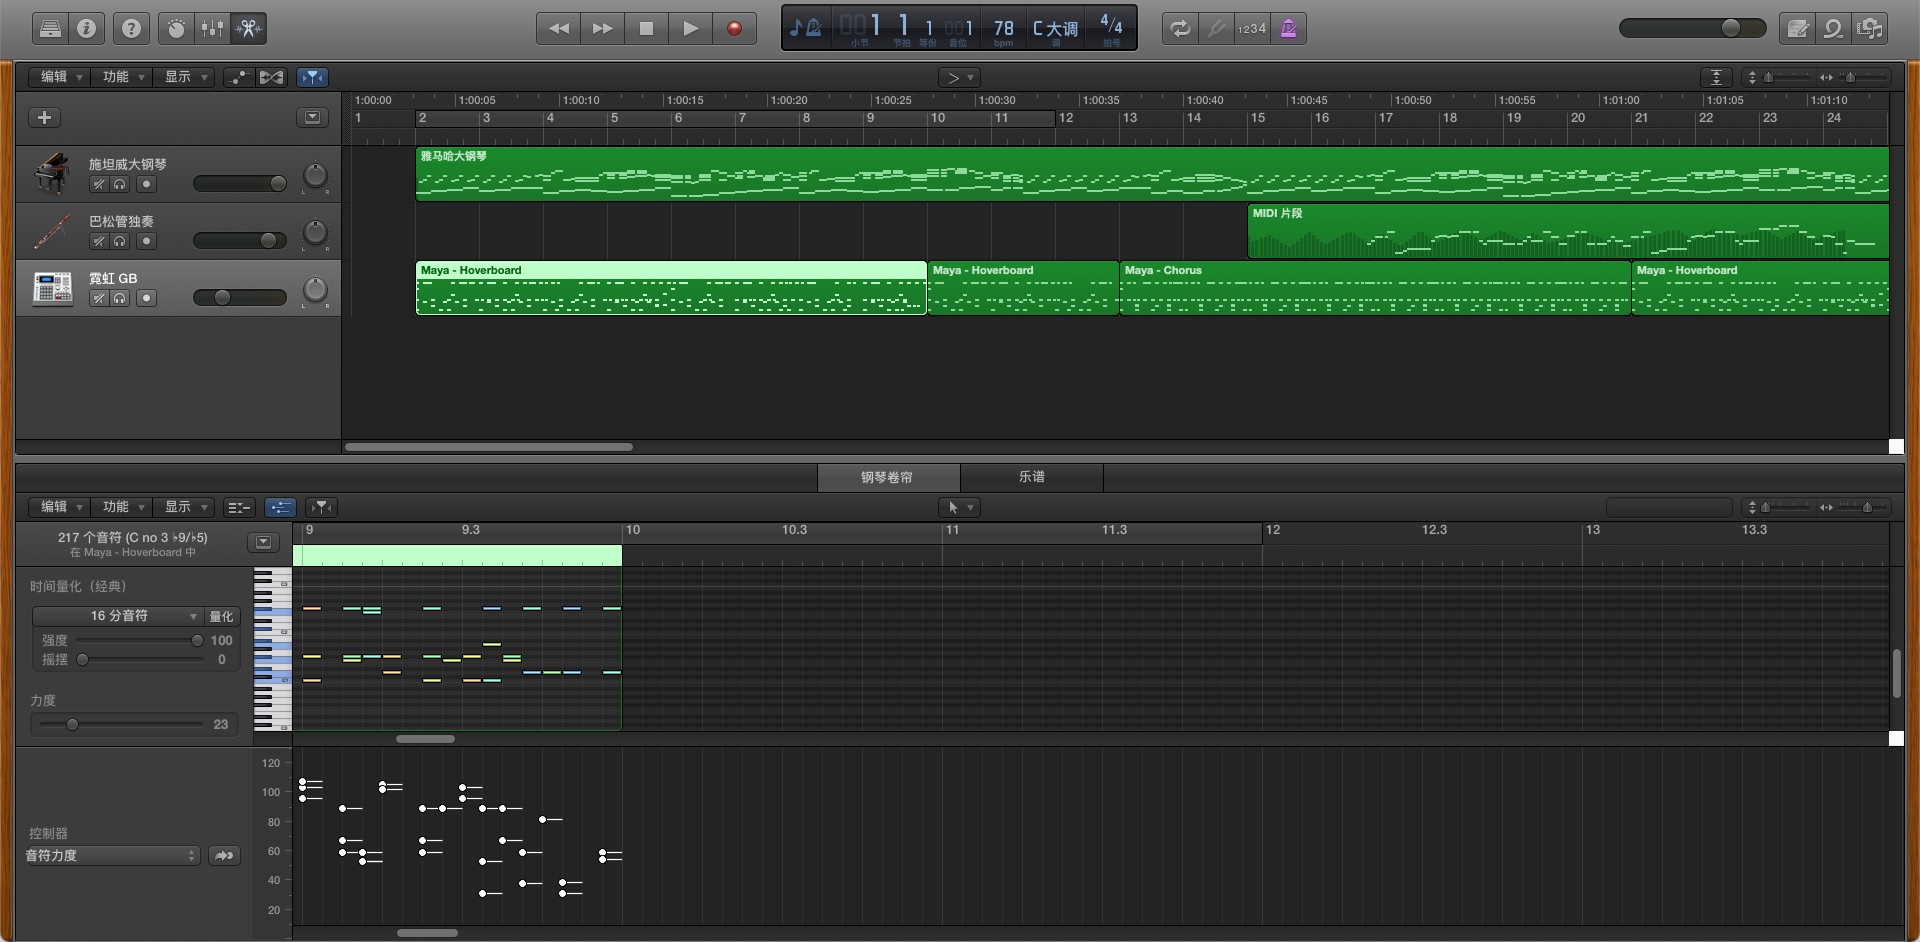 1234
1 1 1 1
78
C大调
4/4
小节 节拍 等份 音位 bpm 调 拍号
编辑 功能 显示
1:00:00 1:00:05 1:00:10 1:00:15 1:00:20 1:00:25 1:00:30 1:00:35 1:00:40 1:00:45 1:00:50 1:00:55 1:01:00 1:01:05 1:01:10
1 2 3 4 5 6 7 8 9 10 11 12 13 14 15 16 17 18 19 20 21 22 23 24
施坦威大钢琴
L R
雅马哈大钢琴
巴松管独奏
L R
MIDI 片段
霓虹 GB
L R
Maya - Hoverboard
Maya - Hoverboard
Maya - Chorus
Maya - Hoverboard
钢琴卷帘 乐谱
编辑 功能 显示
217 个音符 (C no 3 ♭9/♭5)
在 Maya - Hoverboard 中
9 9.3 10 10.3 11 11.3 12 12.3 13 13.3
时间量化（经典）
16 分音符 量化
强度 100
摇摆 0
力度
23
C3
C2
C1
C0
控制器
音符力度
120
100
80
60
40
20